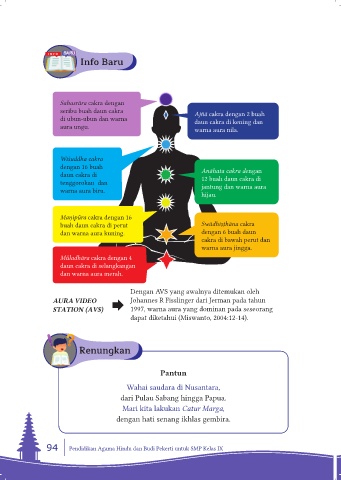 INFO BARU
Info Baru
Sahasrāra cakra dengan
seribu buah daun cakra
di ubun-ubun dan warna
aura ungu.
Ajñā cakra dengan 2 buah
daun cakra di kening dan
warna aura nila.
Wisuddha cakra
dengan 16 buah
daun cakra di
tenggorokan dan
warna aura biru.
Anāhata cakra dengan
12 buah daun cakra di
jantung dan warna aura
hijau.
Maṇipūra cakra dengan 16
buah daun cakra di perut
dan warna aura kuning.
Swādhiṣṭhāna cakra
dengan 6 buah daun
cakra di bawah perut dan
warna aura jingga.
Mūladhāra cakra dengan 4
daun cakra di selangkangan
dan warna aura merah.
AURA VIDEO
STATION (AVS)
Dengan AVS yang awalnya ditemukan oleh
Johannes R Fisslinger dari Jerman pada tahun
1997, warna aura yang dominan pada seseorang
dapat diketahui (Miswanto, 2004:12-14).
Renungkan
Pantun
Wahai saudara di Nusantara,
dari Pulau Sabang hingga Papua.
Mari kita lakukan Catur Marga,
dengan hati senang ikhlas gembira.
94
Pendidikan Agama Hindu dan Budi Pekerti untuk SMP Kelas IX